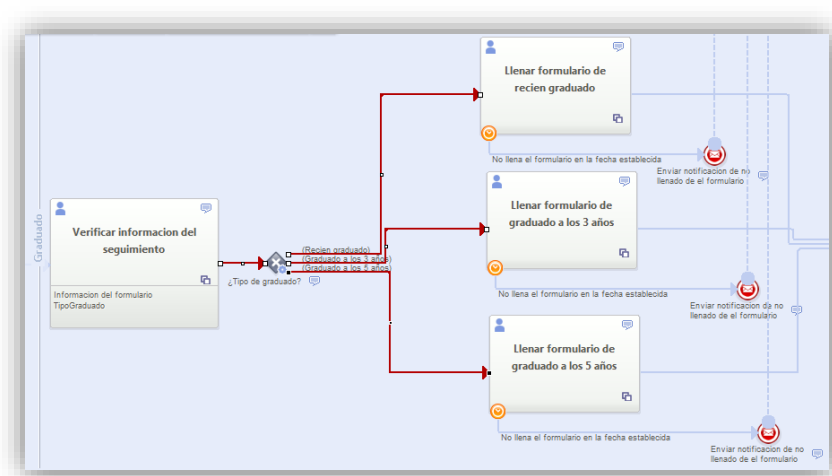 Graduado
Verificar informacion del
seguimiento
Informacion del formulario
TipoGraduado
¿Tipo de graduado?
(Recien graduado)
(Graduado a los 3 años)
(Graduado a los 5 años)
Llenar formulario de
recien graduado
No llena el formulario en la fecha establecida
Enviar notificacion de no
llenado de el formulario
Llenar formulario de
graduado a los 3 años
No llena el formulario en la fecha establecida
Enviar notificacion de no
llenado de el formulario
Llenar formulario de
graduado a los 5 años
No llena el formulario en la fecha establecida
Enviar notificacion de no
llenado de el formulario